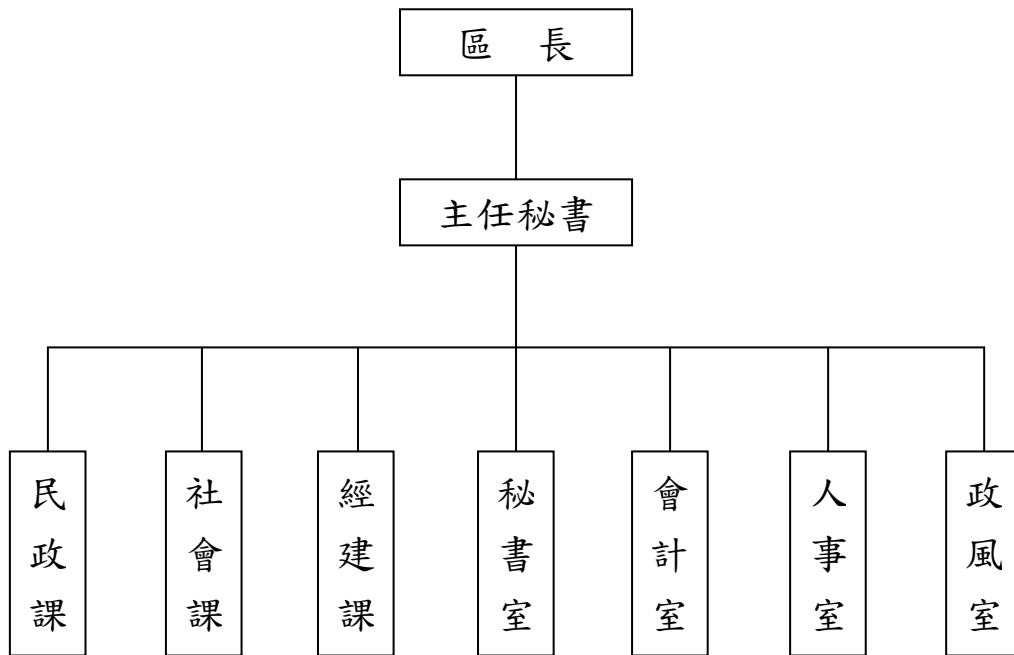 區 長
主任秘書
民政課
社會課
經建課
秘書室
會計室
人事室
政風室